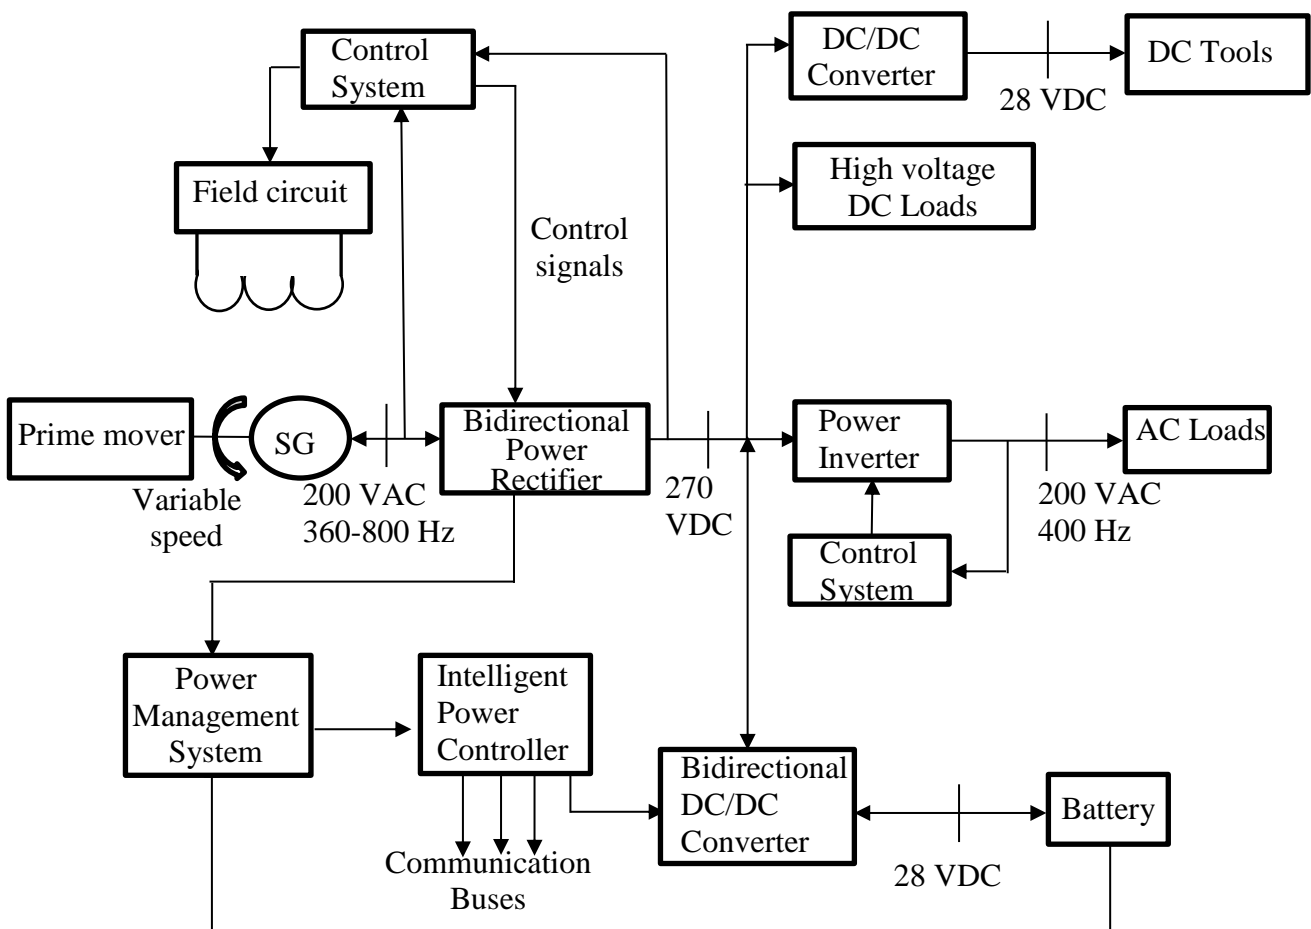 Control
System
DC/DC
Converter
28 VDC
DC Tools
Field circuit
High voltage
DC Loads
Control
signals
Prime mover
SG
Variable
speed
200 VAC
360-800 Hz
Bidirectional
Power
Rectifier
270
VDC
Power
Inverter
AC Loads
200 VAC
400 Hz
Control
System
Power
Management
System
Intelligent
Power
Controller
Communication
Buses
Bidirectional
DC/DC
Converter
28 VDC
Battery